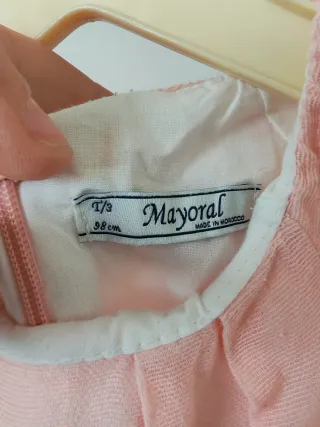 T/3
98 cm
Mayoral
MADE IN MOROCCO